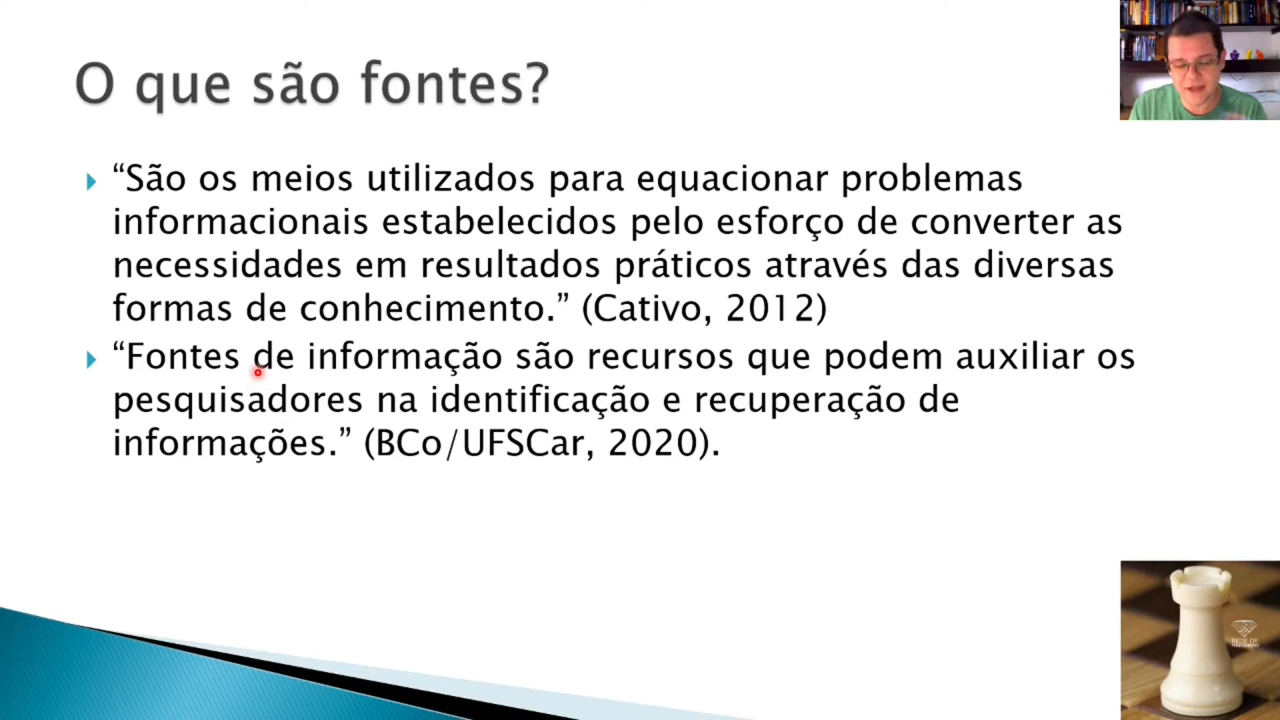 O que são fontes?
“São os meios utilizados para equacionar problemas
informacionais estabelecidos pelo esforço de converter as
necessidades em resultados práticos através das diversas
formas de conhecimento.” (Cativo, 2012)
“Fontes de informação são recursos que podem auxiliar os
pesquisadores na identificação e recuperação de
informações.” (BCo/UFSCar, 2020).
REDE DE